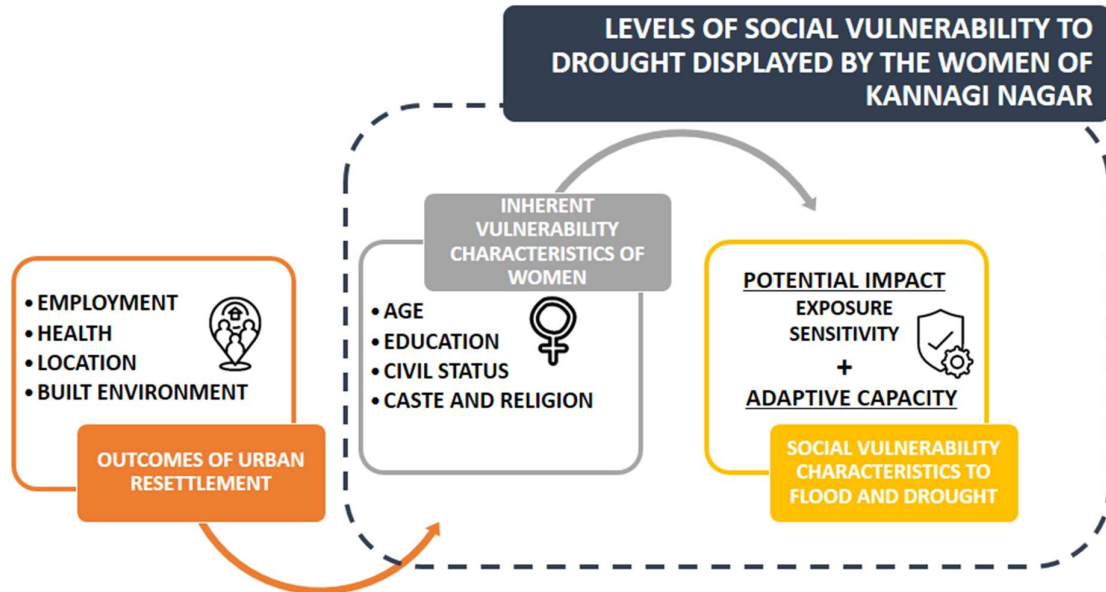 LEVELS OF SOCIAL VULNERABILITY TO
DROUGHT DISPLAYED BY THE WOMEN OF
KANNAGI NAGAR
• EMPLOYMENT
• HEALTH
• LOCATION
• BUILT ENVIRONMENT
OUTCOMES OF URBAN
RESETTLEMENT
INHERENT
VULNERABILITY
CHARACTERISTICS OF
WOMEN
• AGE
• EDUCATION
• CIVIL STATUS
• CASTE AND RELIGION
POTENTIAL IMPACT
EXPOSURE
SENSITIVITY
+
ADAPTIVE CAPACITY
SOCIAL VULNERABILITY
CHARACTERISTICS TO
FLOOD AND DROUGHT